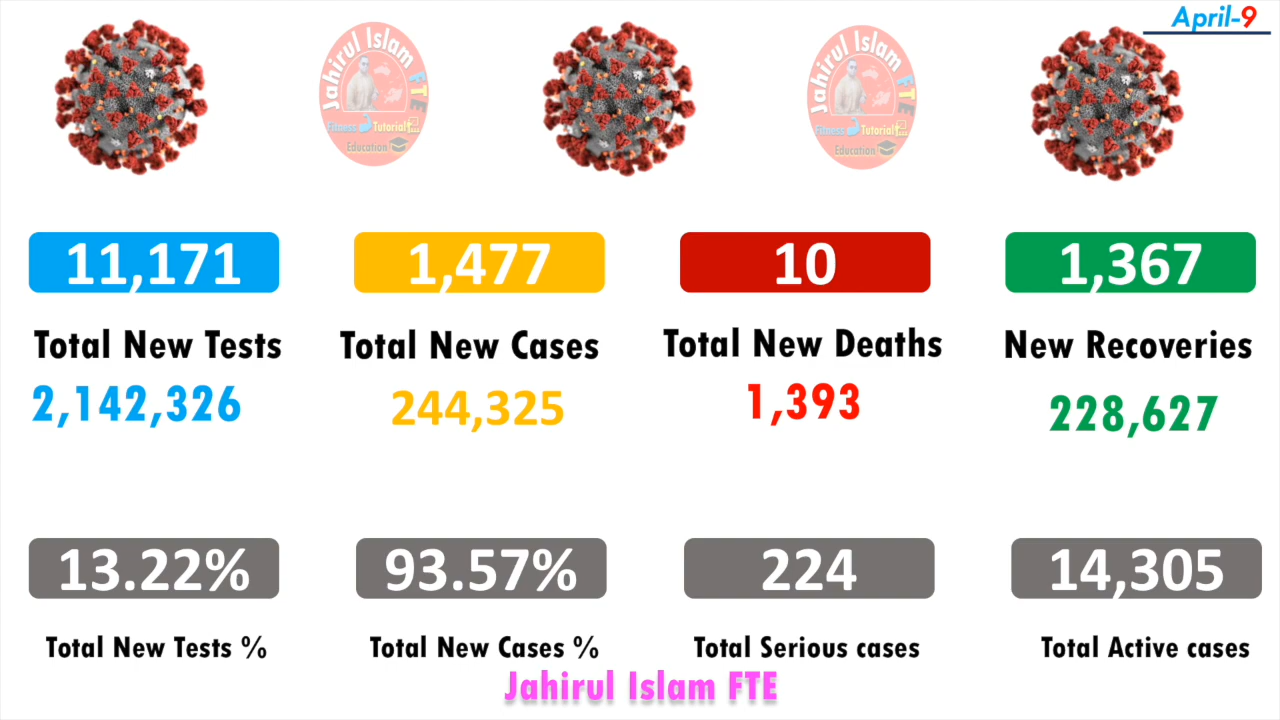 April-9
Jahirul Islam FTE
Fitness Tutorial
Education
Jahirul Islam FTE
Fitness Tutorial
Education
11,171 1,477 10 1,367
Total New Tests Total New Cases Total New Deaths New Recoveries
2,142,326 244,325 1,393 228,627
13.22% 93.57% 224 14,305
Total New Tests % Total New Cases % Total Serious cases Total Active cases
Jahirul Islam FTE